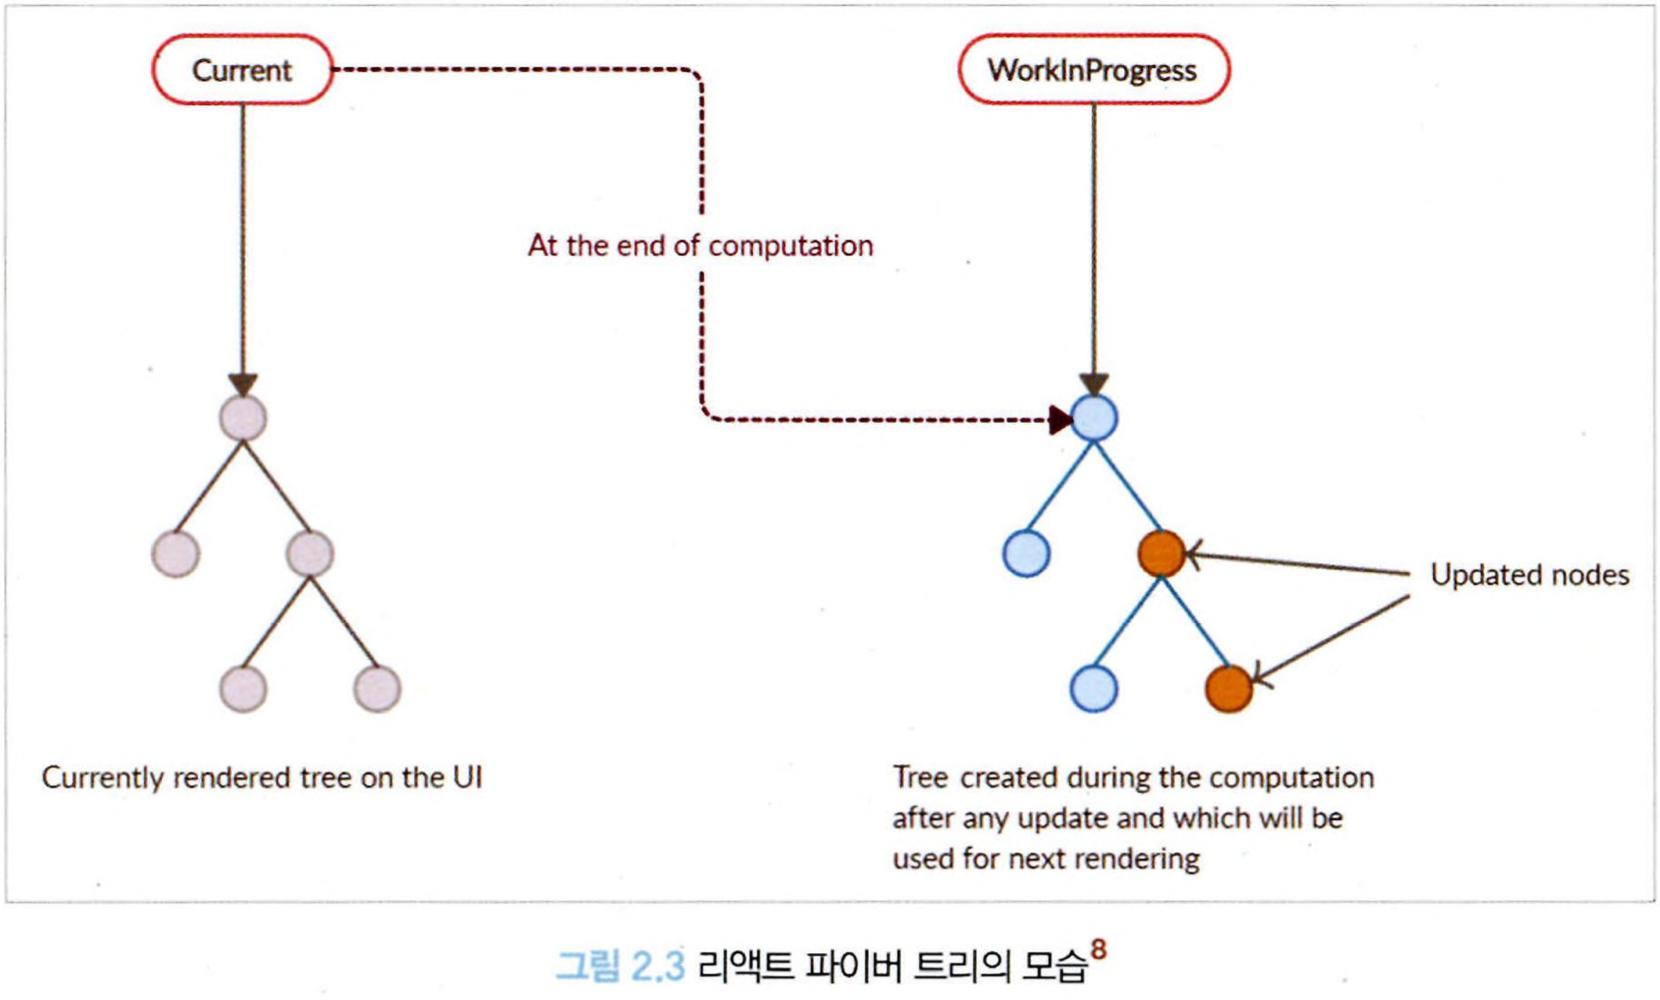 Current
WorkInProgress
At the end of computation
Updated nodes
Currently rendered tree on the UI
Tree created during the computation
after any update and which will be
used for next rendering
그림 2.3 리액트 파이버 트리의 모습8